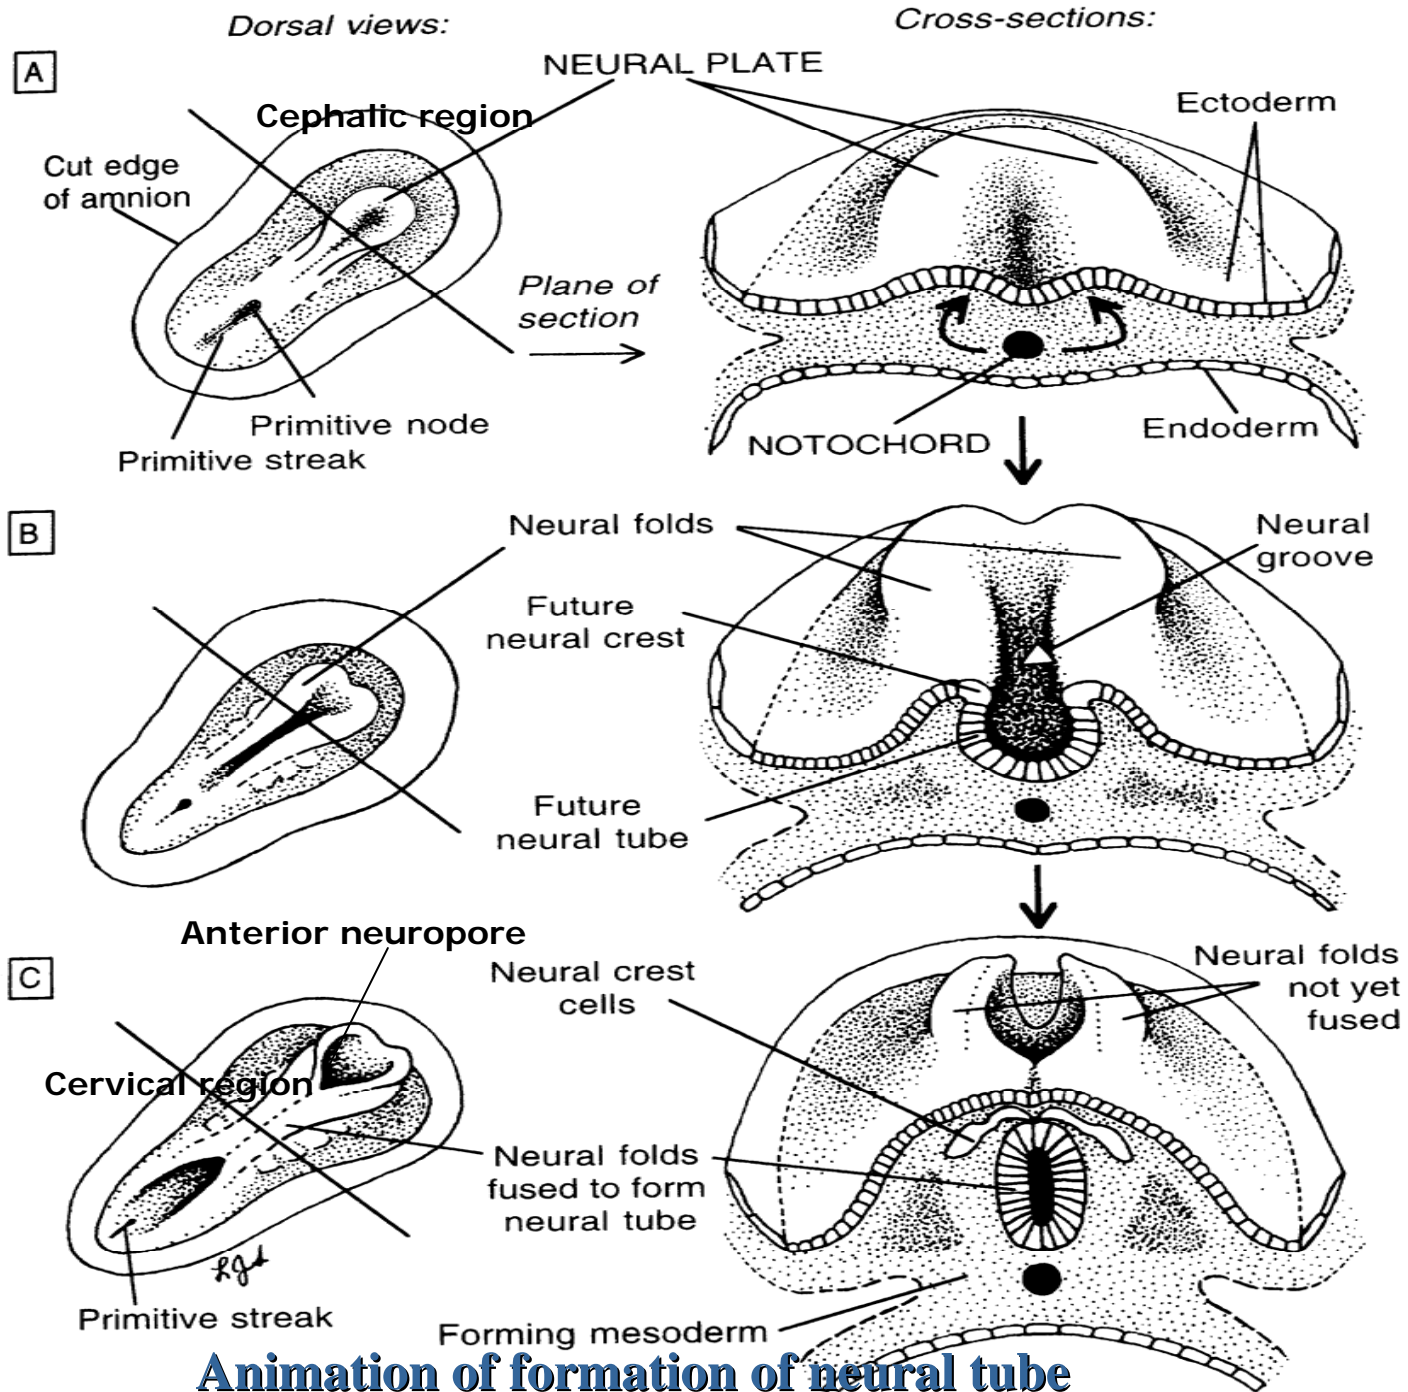 Dorsal views:
Cross-sections:
A
NEURAL PLATE
Cephalic region
Ectoderm
Cut edge
of amnion
Plane of
section
Primitive node
Primitive streak
NOTOCHORD
Endoderm
B
Neural folds
Neural
groove
Future
neural crest
Future
neural tube
Anterior neuropore
C
Neural crest
cells
Neural folds
not yet
fused
Cervical region
Neural folds
fused to form
neural tube
Primitive streak
Forming mesoderm
Animation of formation of neural tube